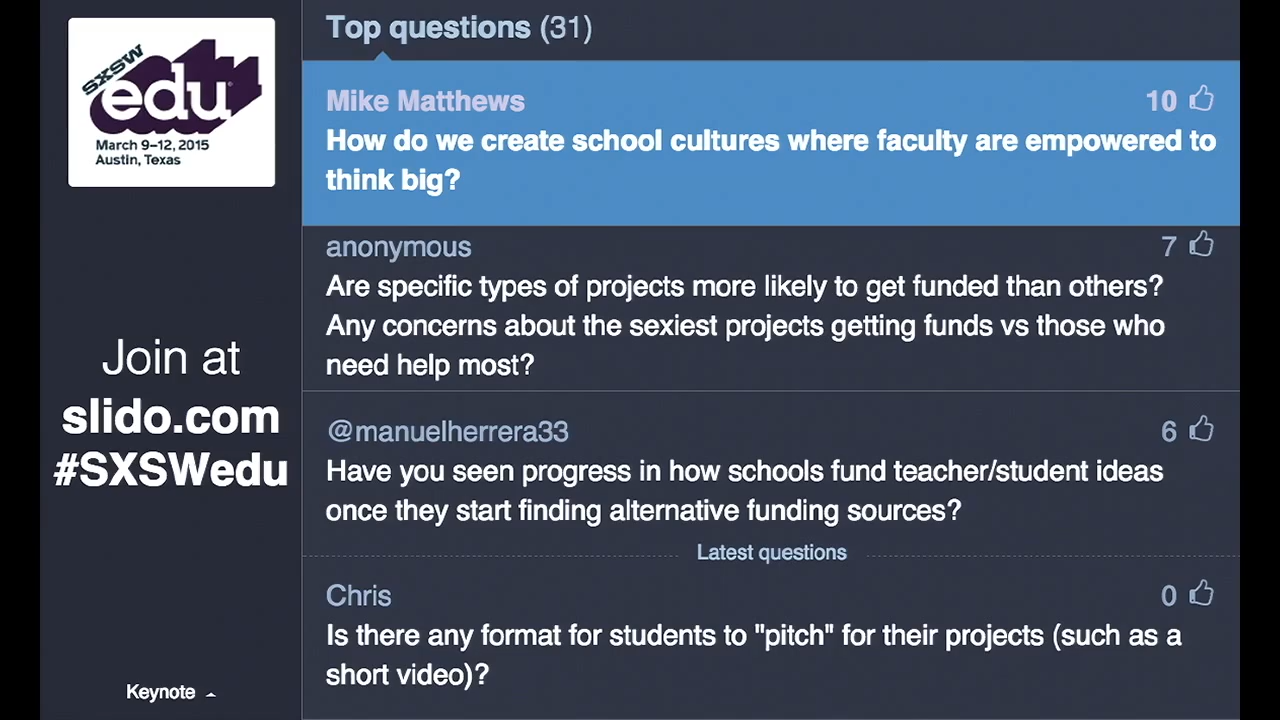 SXSW
edu
March 9–12, 2015
Austin, Texas
Join at
slido.com
#SXSWedu
Keynote
Top questions (31)
Mike Matthews 10
How do we create school cultures where faculty are empowered to
think big?
anonymous 7
Are specific types of projects more likely to get funded than others?
Any concerns about the sexiest projects getting funds vs those who
need help most?
@manuelherrera33 6
Have you seen progress in how schools fund teacher/student ideas
once they start finding alternative funding sources?
Latest questions
Chris 0
Is there any format for students to "pitch" for their projects (such as a
short video)?